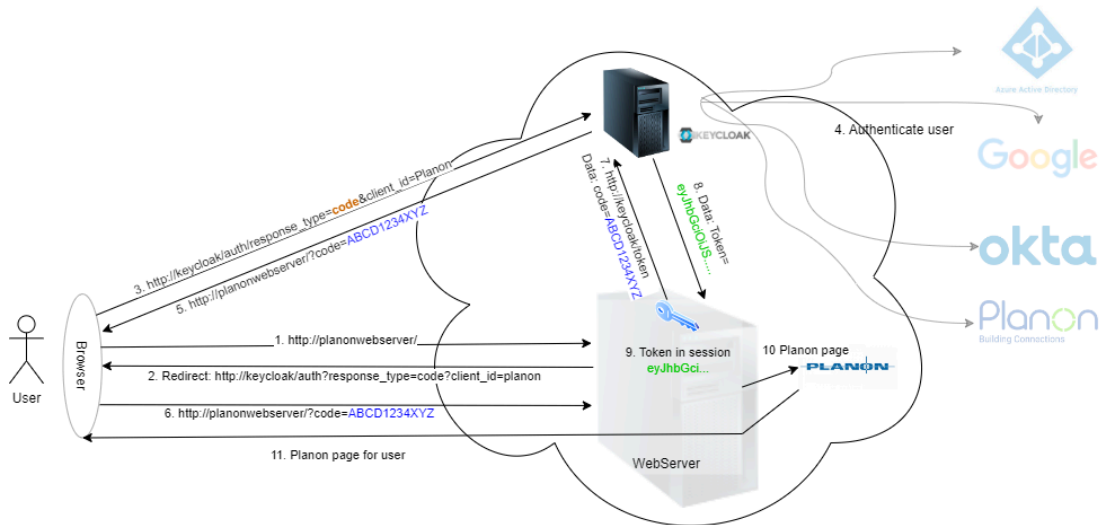 Azure Active Directory
4. Authenticate user
KEYCLOAK
Google
3. http://keycloak/auth/response_type=code&client_id=Planon
5. http://planonwebserver/?code=ABCD1234XYZ
7. http://keycloak/token
Data: code=ABCD1234XYZ
8. Data: Token=
eyJhbGciOiJS.....
okta
Planon
Building Connections
Browser
User
1. http://planonwebserver/
2. Redirect: http://keycloak/auth?response_type=code?client_id=planon
6. http://planonwebserver/?code=ABCD1234XYZ
9. Token in session
eyJhbGci...
10 Planon page
PLANON
11. Planon page for user
WebServer